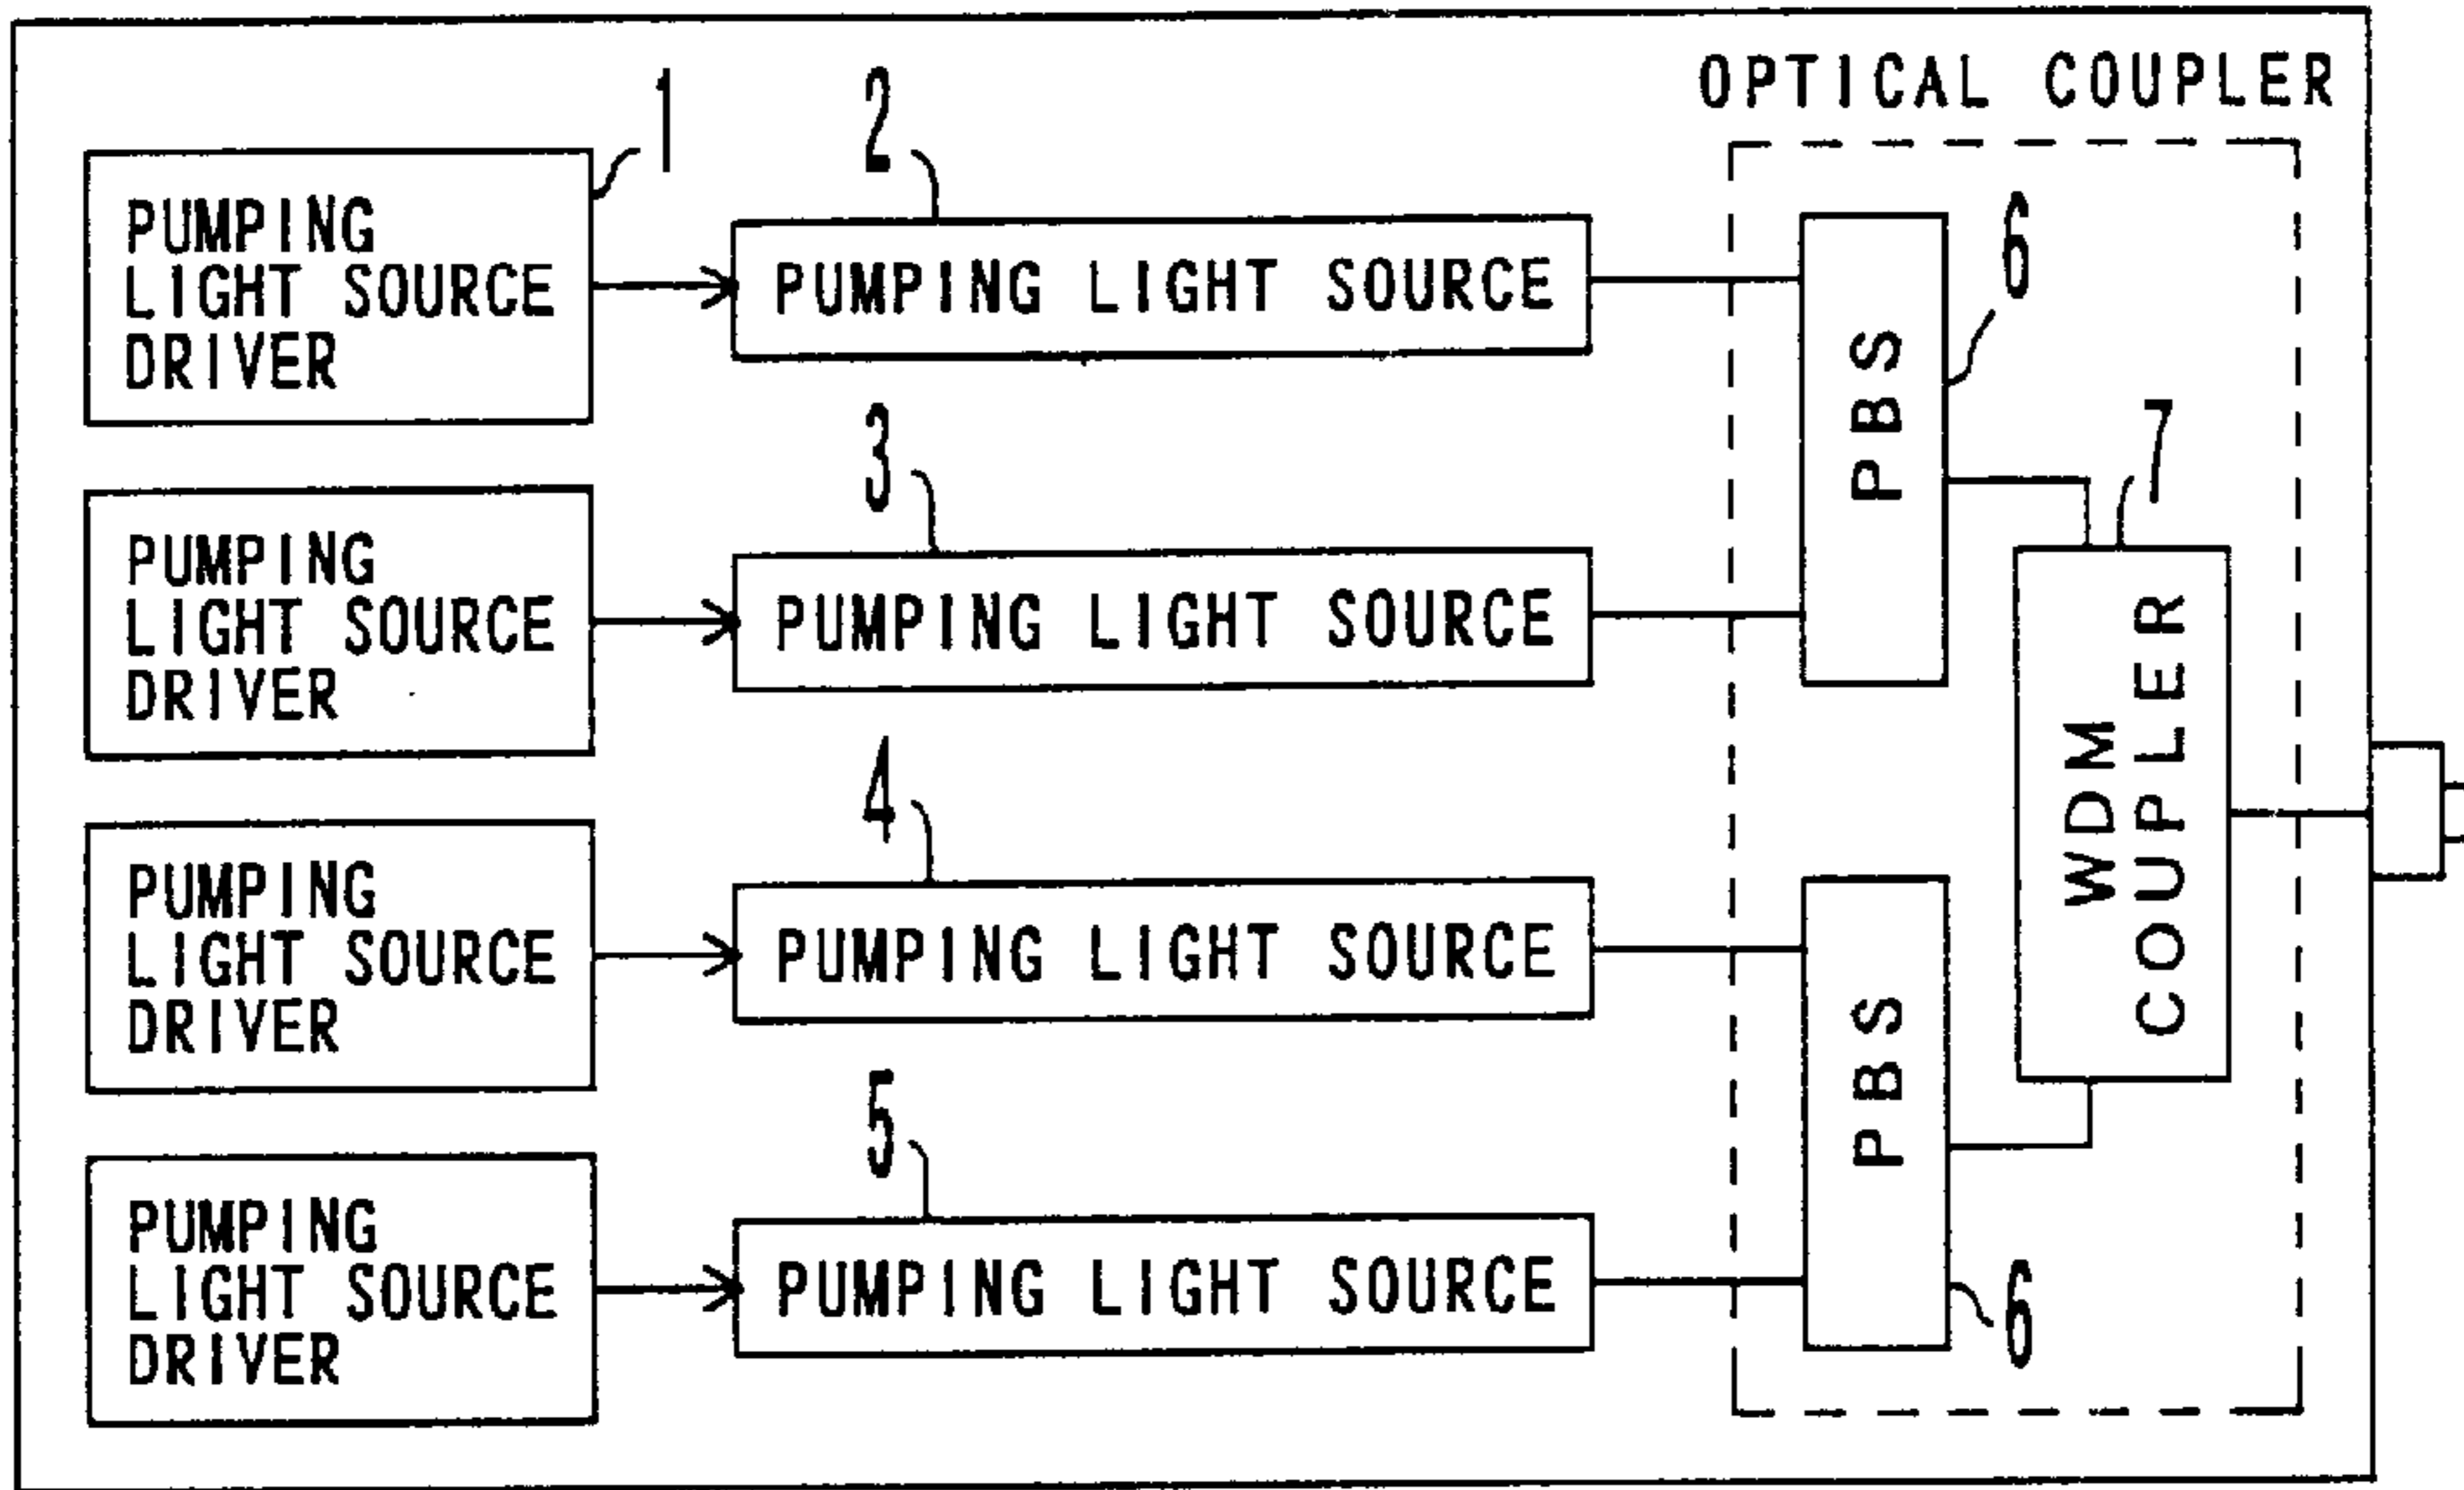 OPTICAL COUPLER
1
PUMPING
LIGHT SOURCE
DRIVER
2
PUMPING LIGHT SOURCE
PBS
6
PUMPING
LIGHT SOURCE
DRIVER
3
PUMPING LIGHT SOURCE
7
WDM
COUPLER
PUMPING
LIGHT SOURCE
DRIVER
4
PUMPING LIGHT SOURCE
PBS
6
PUMPING
LIGHT SOURCE
DRIVER
5
PUMPING LIGHT SOURCE